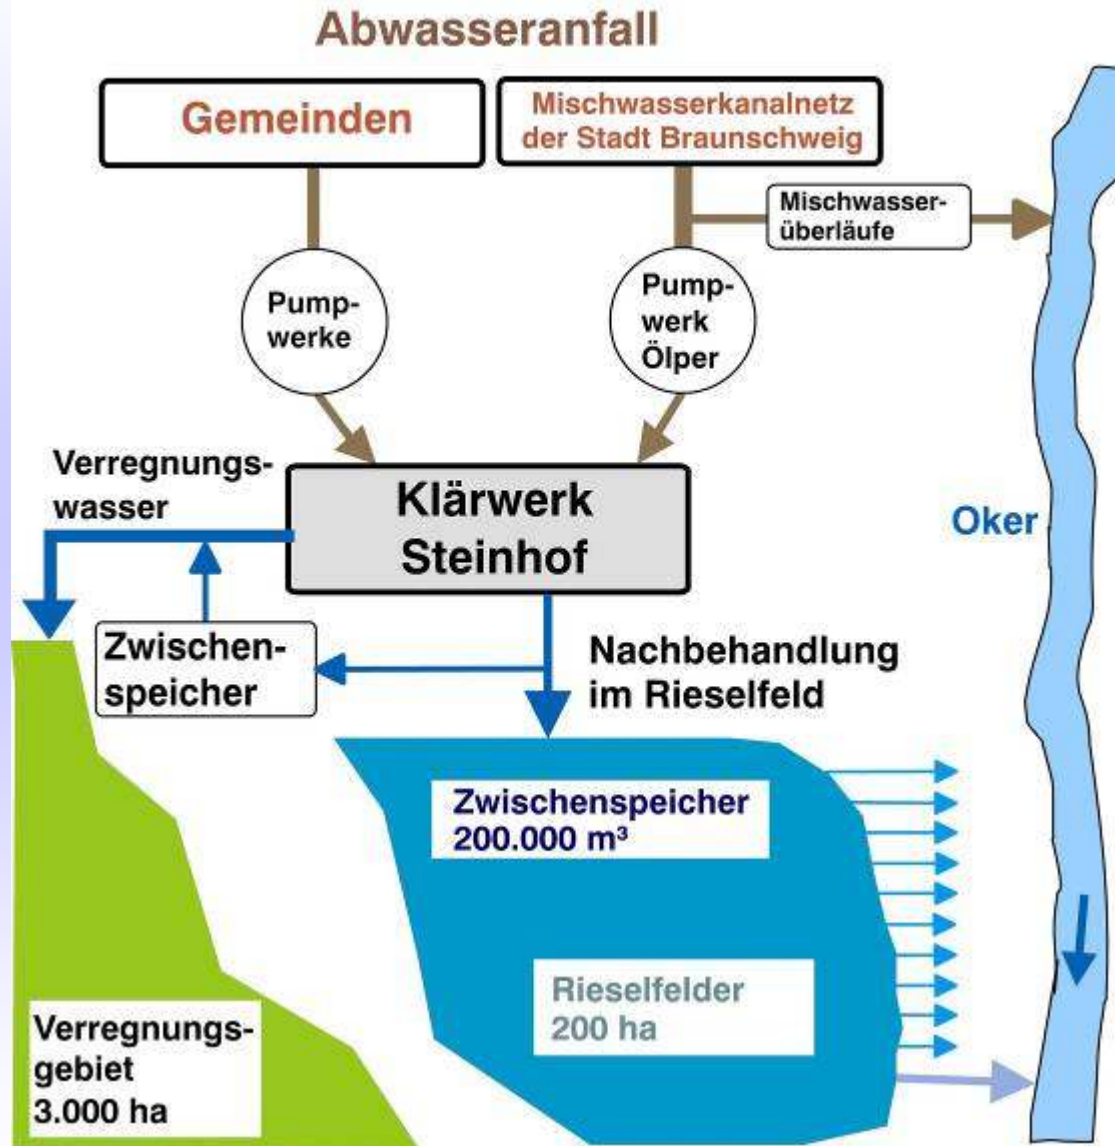 Abwasseranfall
Gemeinden
Mischwasserkanalnetz
der Stadt Braunschweig
Mischwasser-
überläufe
Pump-
werke
Pump-
werk
Ölper
Verregnungs-
wasser
Klärwerk
Steinhof
Oker
Zwischen-
speicher
Nachbehandlung
im Rieselfeld
Zwischenspeicher
200.000 m³
Rieselfelder
200 ha
Verregnungs-
gebiet
3.000 ha